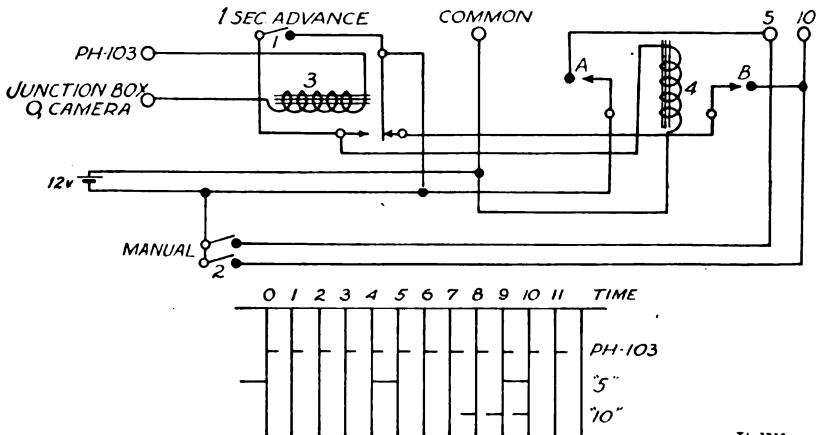 1 SEC. ADVANCE
COMMON
5 10
1
PH-103
3
A
4
B
JUNCTION BOX
Q CAMERA
12V
MANUAL
2
0 1 2 3 4 5 6 7 8 9 10 11 TIME
PH-103
"5"
"10"